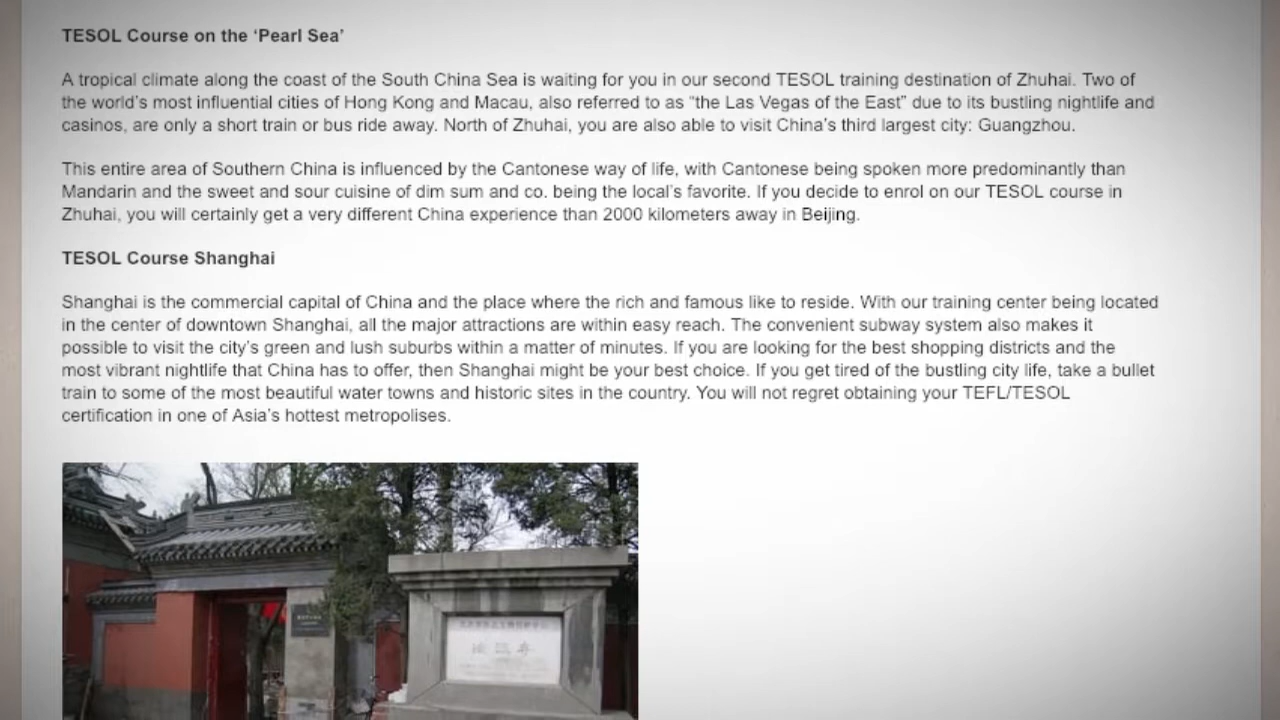 TESOL Course on the ‘Pearl Sea’
A tropical climate along the coast of the South China Sea is waiting for you in our second TESOL training destination of Zhuhai. Two of
the world’s most influential cities of Hong Kong and Macau, also referred to as “the Las Vegas of the East” due to its bustling nightlife and
casinos, are only a short train or bus ride away. North of Zhuhai, you are also able to visit China’s third largest city: Guangzhou.
This entire area of Southern China is influenced by the Cantonese way of life, with Cantonese being spoken more predominantly than
Mandarin and the sweet and sour cuisine of dim sum and co. being the local’s favorite. If you decide to enrol on our TESOL course in
Zhuhai, you will certainly get a very different China experience than 2000 kilometers away in Beijing.
TESOL Course Shanghai
Shanghai is the commercial capital of China and the place where the rich and famous like to reside. With our training center being located
in the center of downtown Shanghai, all the major attractions are within easy reach. The convenient subway system also makes it
possible to visit the city’s green and lush suburbs within a matter of minutes. If you are looking for the best shopping districts and the
most vibrant nightlife that China has to offer, then Shanghai might be your best choice. If you get tired of the bustling city life, take a bullet
train to some of the most beautiful water towns and historic sites in the country. You will not regret obtaining your TEFL/TESOL
certification in one of Asia’s hottest metropolises.